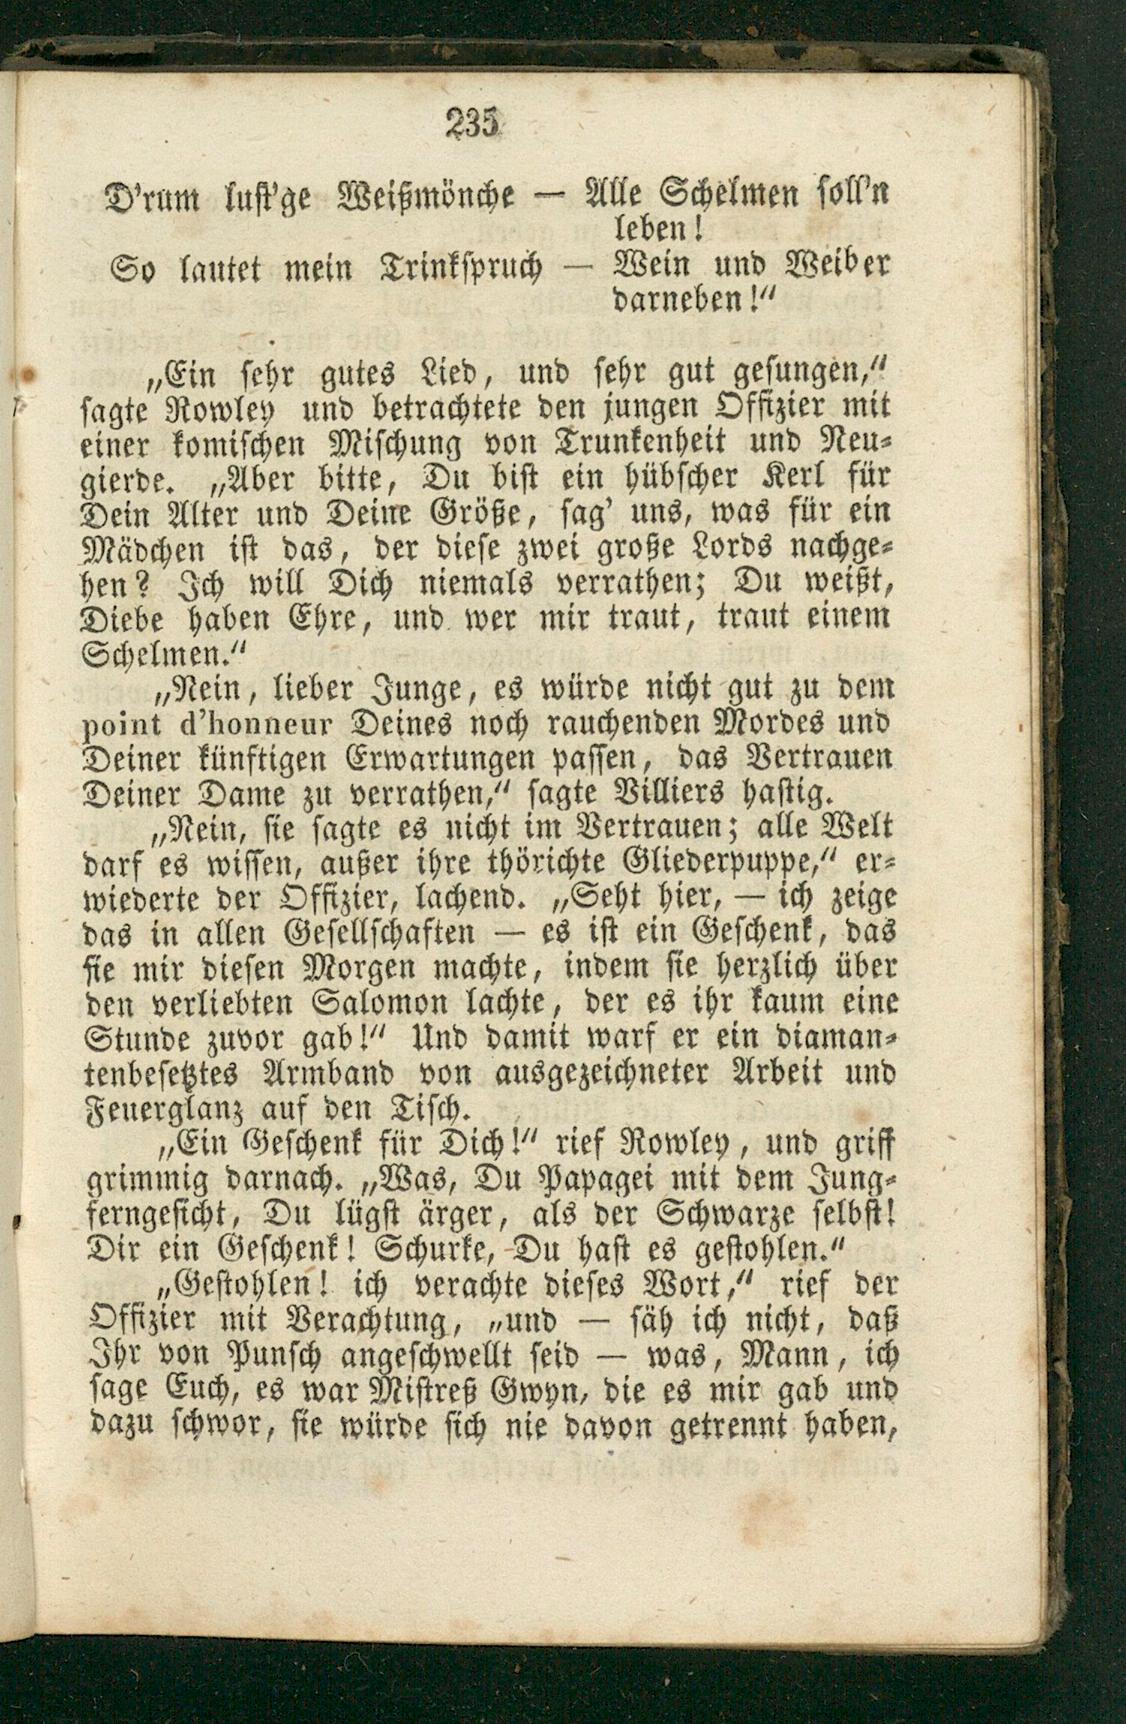 235
D'rum lust'ge Weißmönche — Alle Schelmen soll'n
leben!
So lautet mein Trinkspruch — Wein und Weiber
darneben!“
„Ein sehr gutes Lied, und sehr gut gesungen,“
sagte Rowley und betrachtete den jungen Offizier mit
einer komischen Mischung von Trunkenheit und Neu-
gierde. „Aber bitte, Du bist ein hübscher Kerl für
Dein Alter und Deine Größe, sag' uns, was für ein
Mädchen ist das, der diese zwei große Lords nachge-
hen? Ich will Dich niemals verrathen; Du weißt,
Diebe haben Ehre, und wer mir traut, traut einem
Schelmen.“
„Nein, lieber Junge, es würde nicht gut zu dem
point d'honneur Deines noch rauchenden Mordes und
Deiner künftigen Erwartungen passen, das Vertrauen
Deiner Dame zu verrathen,“ sagte Villiers hastig.
„Nein, sie sagte es nicht im Vertrauen; alle Welt
darf es wissen, außer ihre thörichte Gliederpuppe,“ er-
wiederte der Offizier, lachend. „Seht hier, — ich zeige
das in allen Gesellschaften — es ist ein Geschenk, das
sie mir diesen Morgen machte, indem sie herzlich über
den verliebten Salomon lachte, der es ihr kaum eine
Stunde zuvor gab!“ Und damit warf er ein diaman-
tenbesetztes Armband von ausgezeichneter Arbeit und
Feuerglanz auf den Tisch.
„Ein Geschenk für Dich!“ rief Rowley, und griff
grimmig darnach. „Was, Du Papagei mit dem Jung-
ferngesicht, Du lügst ärger, als der Schwarze selbst!
Dir ein Geschenk! Schurke, Du hast es gestohlen.“
„Gestohlen! ich verachte dieses Wort,“ rief der
Offizier mit Verachtung, „und — säh ich nicht, daß
Ihr von Punsch angeschwellt seid — was, Mann, ich
sage Euch, es war Mistreß Gwyn, die es mir gab und
dazu schwor, sie würde sich nie davon getrennt haben,